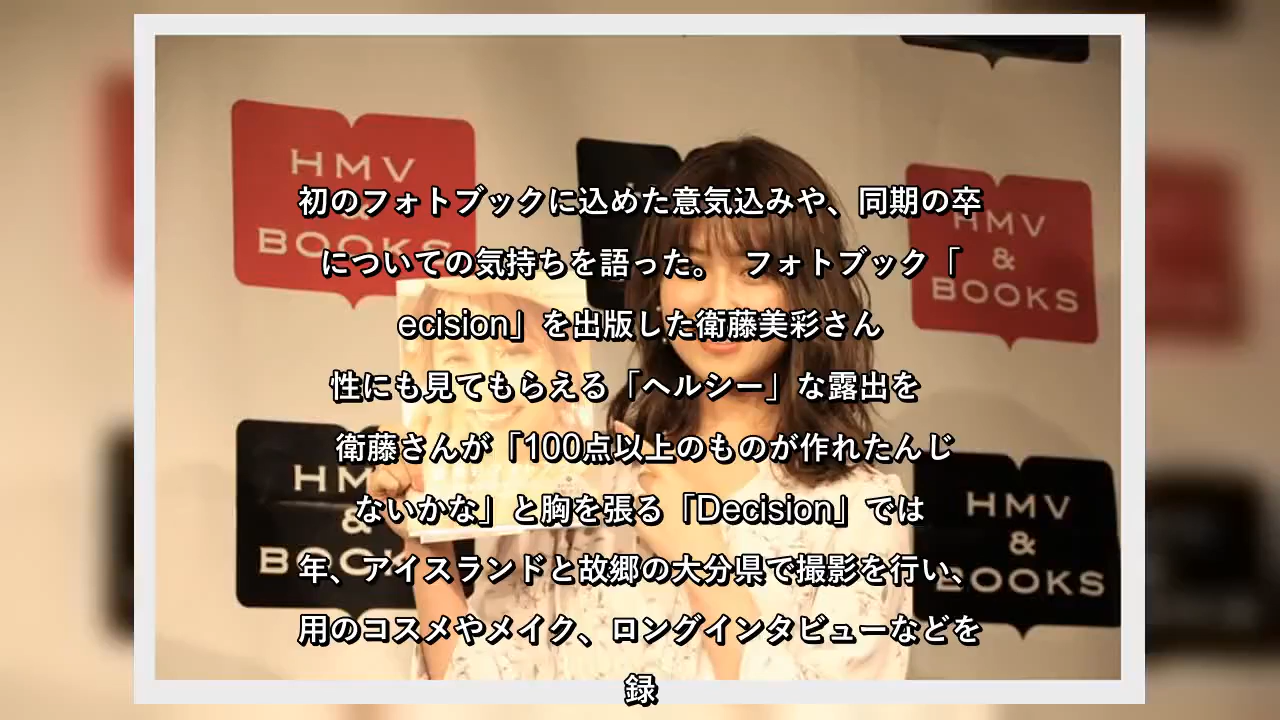 HMV
&
BOOKS
HMV
&
BOOKS
初のフォトブックに込めた意気込みや、同期の卒
についての気持ちを語った。　フォトブック「
ecision」を出版した衛藤美彩さん
性にも見てもらえる「ヘルシー」な露出を
衛藤さんが「100点以上のものが作れたんじ
ないかな」と胸を張る「Decision」では
年、アイスランドと故郷の大分県で撮影を行い、
用のコスメやメイク、ロングインタビューなどを
録
HM
&
BOOKS
HMV
&
BOOKS